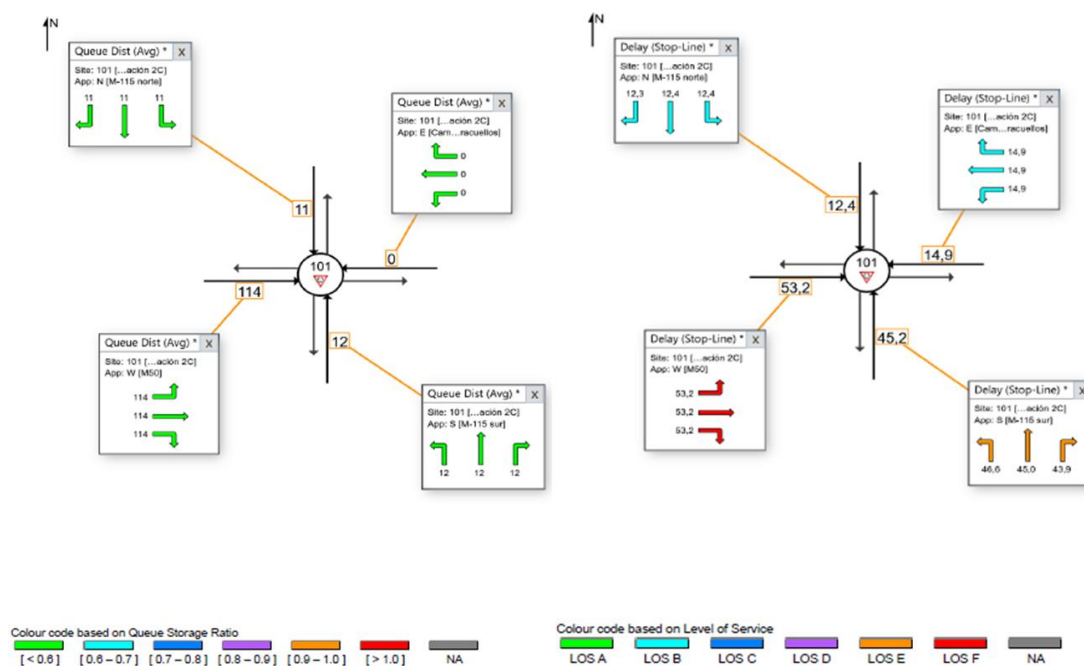 N
Queue Dist (Avg) * X
Site: 101 [...ación 2C]
App: N [M-115 norte]
11 11 11
Queue Dist (Avg) * X
Site: 101 [...ación 2C]
App: E [Cam...racuellos]
0
0
0
11
101
0
114
12
Queue Dist (Avg) * X
Site: 101 [...ación 2C]
App: W [M50]
114
114
114
Queue Dist (Avg) * X
Site: 101 [...ación 2C]
App: S [M-115 sur]
12 12 12
Colour code based on Queue Storage Ratio
[ < 0.6 ] [ 0.6 – 0.7 ] [ 0.7 – 0.8 ] [ 0.8 – 0.9 ] [ 0.9 – 1.0 ] [ > 1.0 ] NA
N
Delay (Stop-Line) * X
Site: 101 [...ación 2C]
App: N [M-115 norte]
12,3 12,4 12,4
Delay (Stop-Line) * X
Site: 101 [...ación 2C]
App: E [Cam...racuellos]
14,9
14,9
14,9
12,4
101
14,9
53,2
45,2
Delay (Stop-Line) * X
Site: 101 [...ación 2C]
App: W [M50]
53,2
53,2
53,2
Delay (Stop-Line) * X
Site: 101 [...ación 2C]
App: S [M-115 sur]
46,6 45,0 43,9
Colour code based on Level of Service
LOS A LOS B LOS C LOS D LOS E LOS F NA